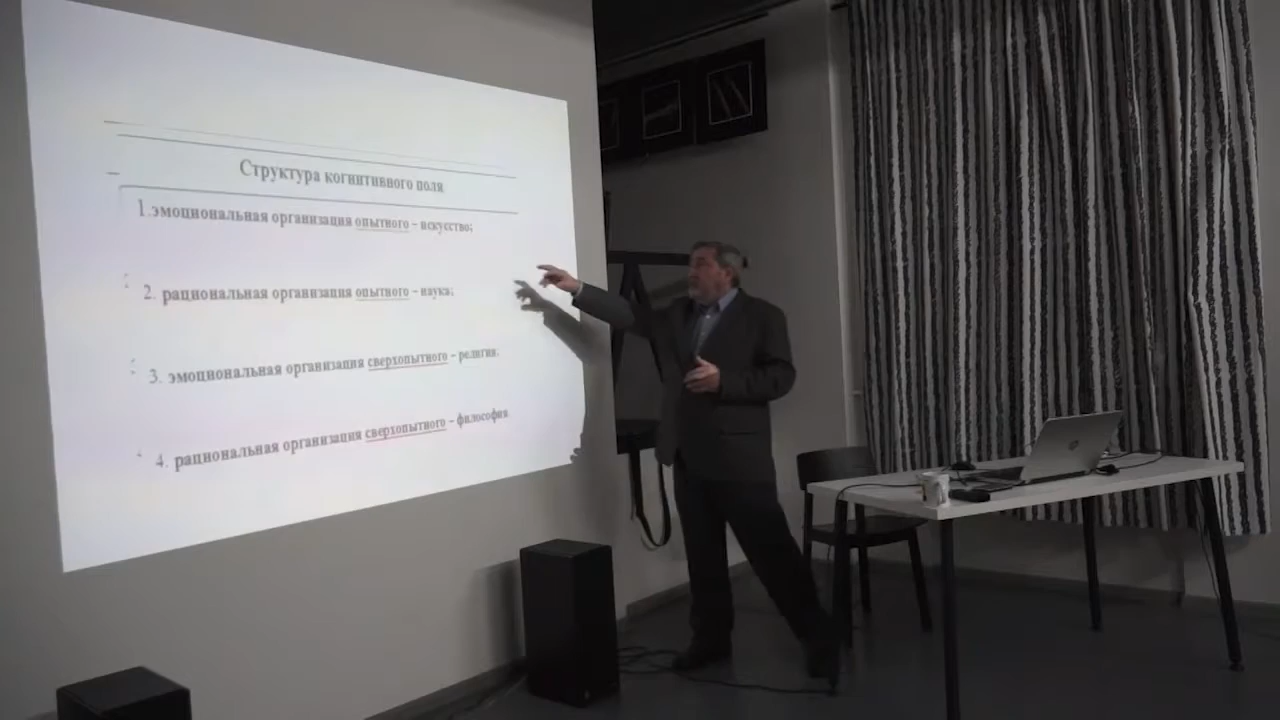 Структура когнитивного поля
1.эмоциональная организация опытного – искусство;
2. рациональная организация опытного – наука;
3. эмоциональная организация сверхопытного – религия;
4. рациональная организация сверхопытного – философия